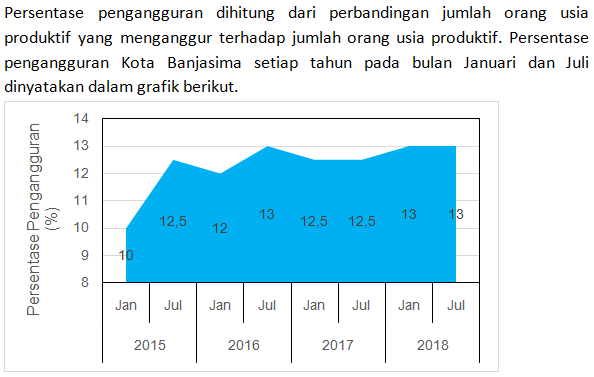 Persentase pengangguran dihitung dari perbandingan jumlah orang usia
produktif yang menganggur terhadap jumlah orang usia produktif. Persentase
pengangguran Kota Banjasima setiap tahun pada bulan Januari dan Juli
dinyatakan dalam grafik berikut.
Persentase Pengangguran
(%)
14
13
12
11
10
9
8
10
12,5
12
13
12,5
12,5
13
13
Jan Jul Jan Jul Jan Jul Jan Jul
2015 2016 2017 2018